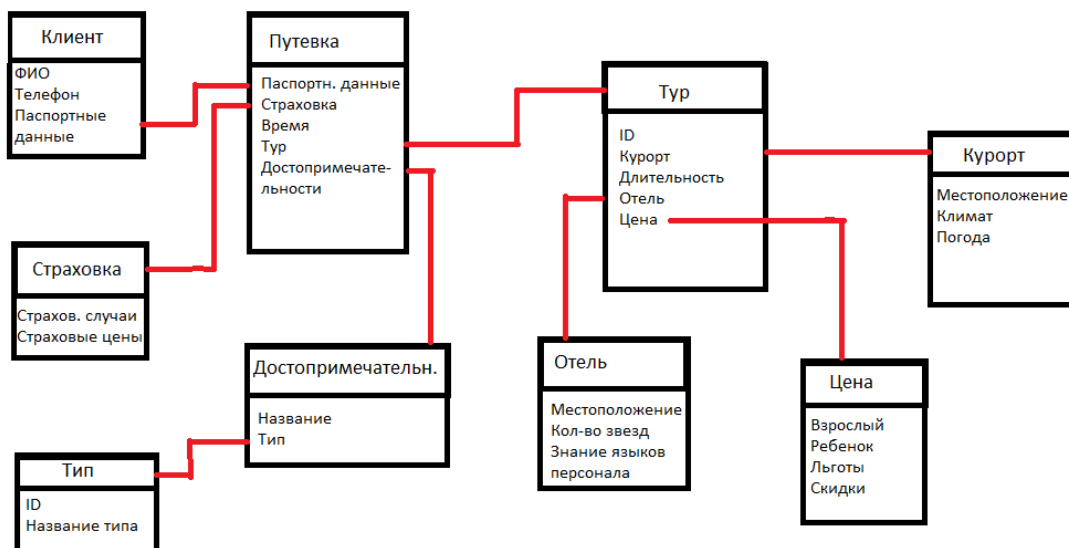 Клиент
ФИО
Телефон
Паспортные
данные
Путевка
Паспортн. данные
Страховка
Время
Тур
Достопримечате-
льности
Тур
ID
Курорт
Длительность
Отель
Цена
Курорт
Местоположение
Климат
Погода
Страховка
Страхов. случаи
Страховые цены
Достопримечательн.
Название
Тип
Тип
ID
Название типа
Отель
Местоположение
Кол-во звезд
Знание языков
персонала
Цена
Взрослый
Ребенок
Льготы
Скидки